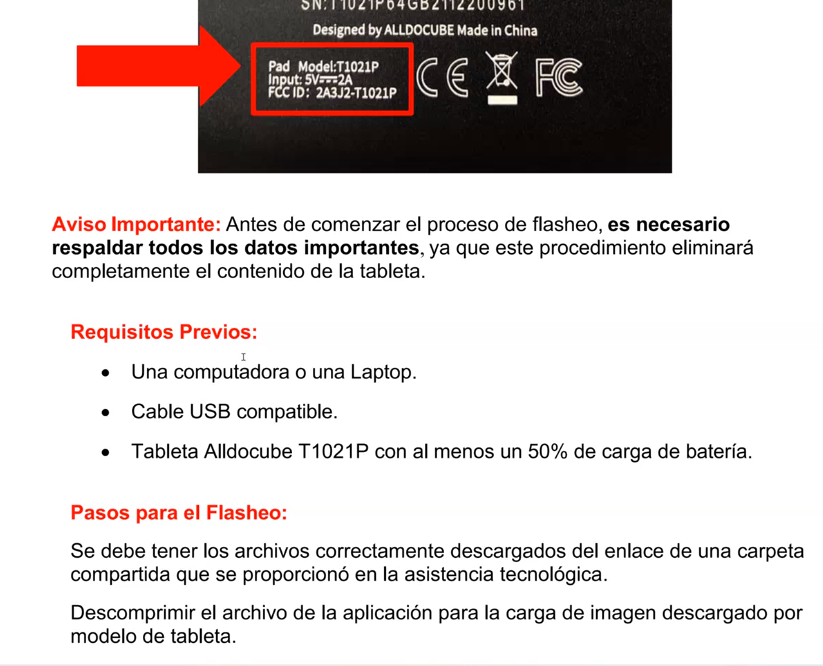 SN:T1021P64GB2112200961
Designed by ALLDOCUBE Made in China
Pad Model:T1021P
Input: 5V⎓2A
FCC ID: 2A3J2-T1021P
CE FC
Aviso Importante: Antes de comenzar el proceso de flasheo, es necesario
respaldar todos los datos importantes, ya que este procedimiento eliminará
completamente el contenido de la tableta.
Requisitos Previos:
• Una computadora o una Laptop.
• Cable USB compatible.
• Tableta Alldocube T1021P con al menos un 50% de carga de batería.
Pasos para el Flasheo:
Se debe tener los archivos correctamente descargados del enlace de una carpeta
compartida que se proporcionó en la asistencia tecnológica.
Descomprimir el archivo de la aplicación para la carga de imagen descargado por
modelo de tableta.